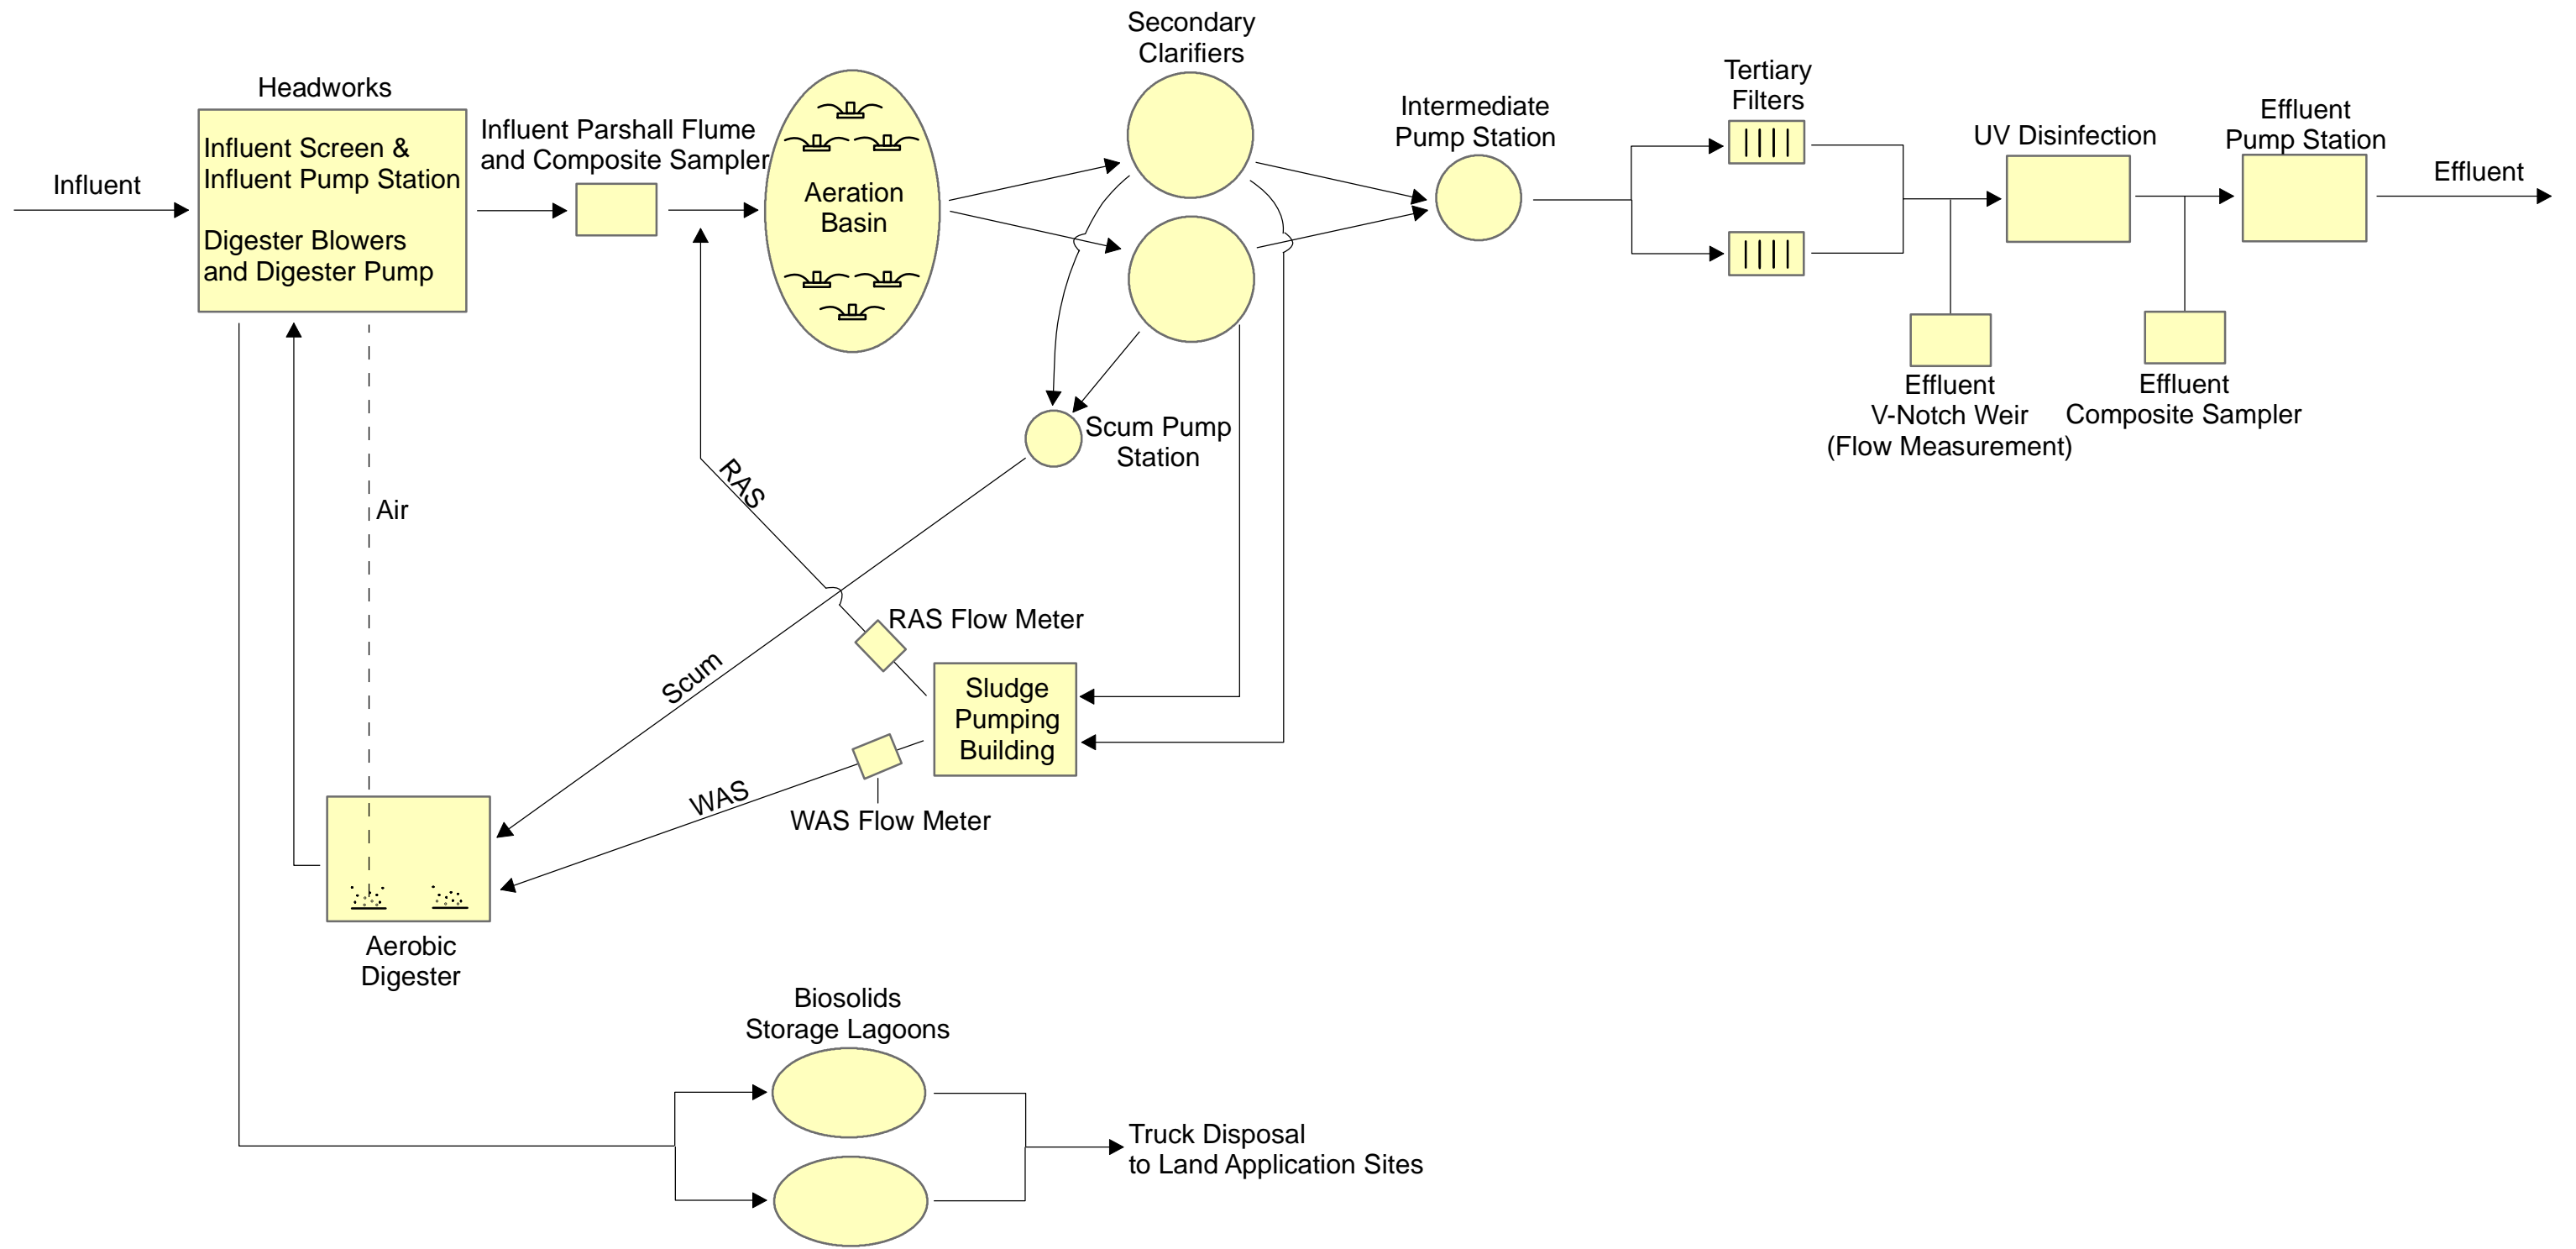 Secondary
Clarifiers
Headworks
Influent Screen &
Influent Pump Station
Digester Blowers
and Digester Pump
Influent
Influent Parshall Flume
and Composite Sampler
Aeration
Basin
Intermediate
Pump Station
Tertiary
Filters
UV Disinfection
Effluent
Pump Station
Effluent
Effluent
V-Notch Weir
(Flow Measurement)
Effluent
Composite Sampler
Scum Pump
Station
RAS
Air
RAS Flow Meter
Scum
Sludge
Pumping
Building
WAS
WAS Flow Meter
Aerobic
Digester
Biosolids
Storage Lagoons
Truck Disposal
to Land Application Sites